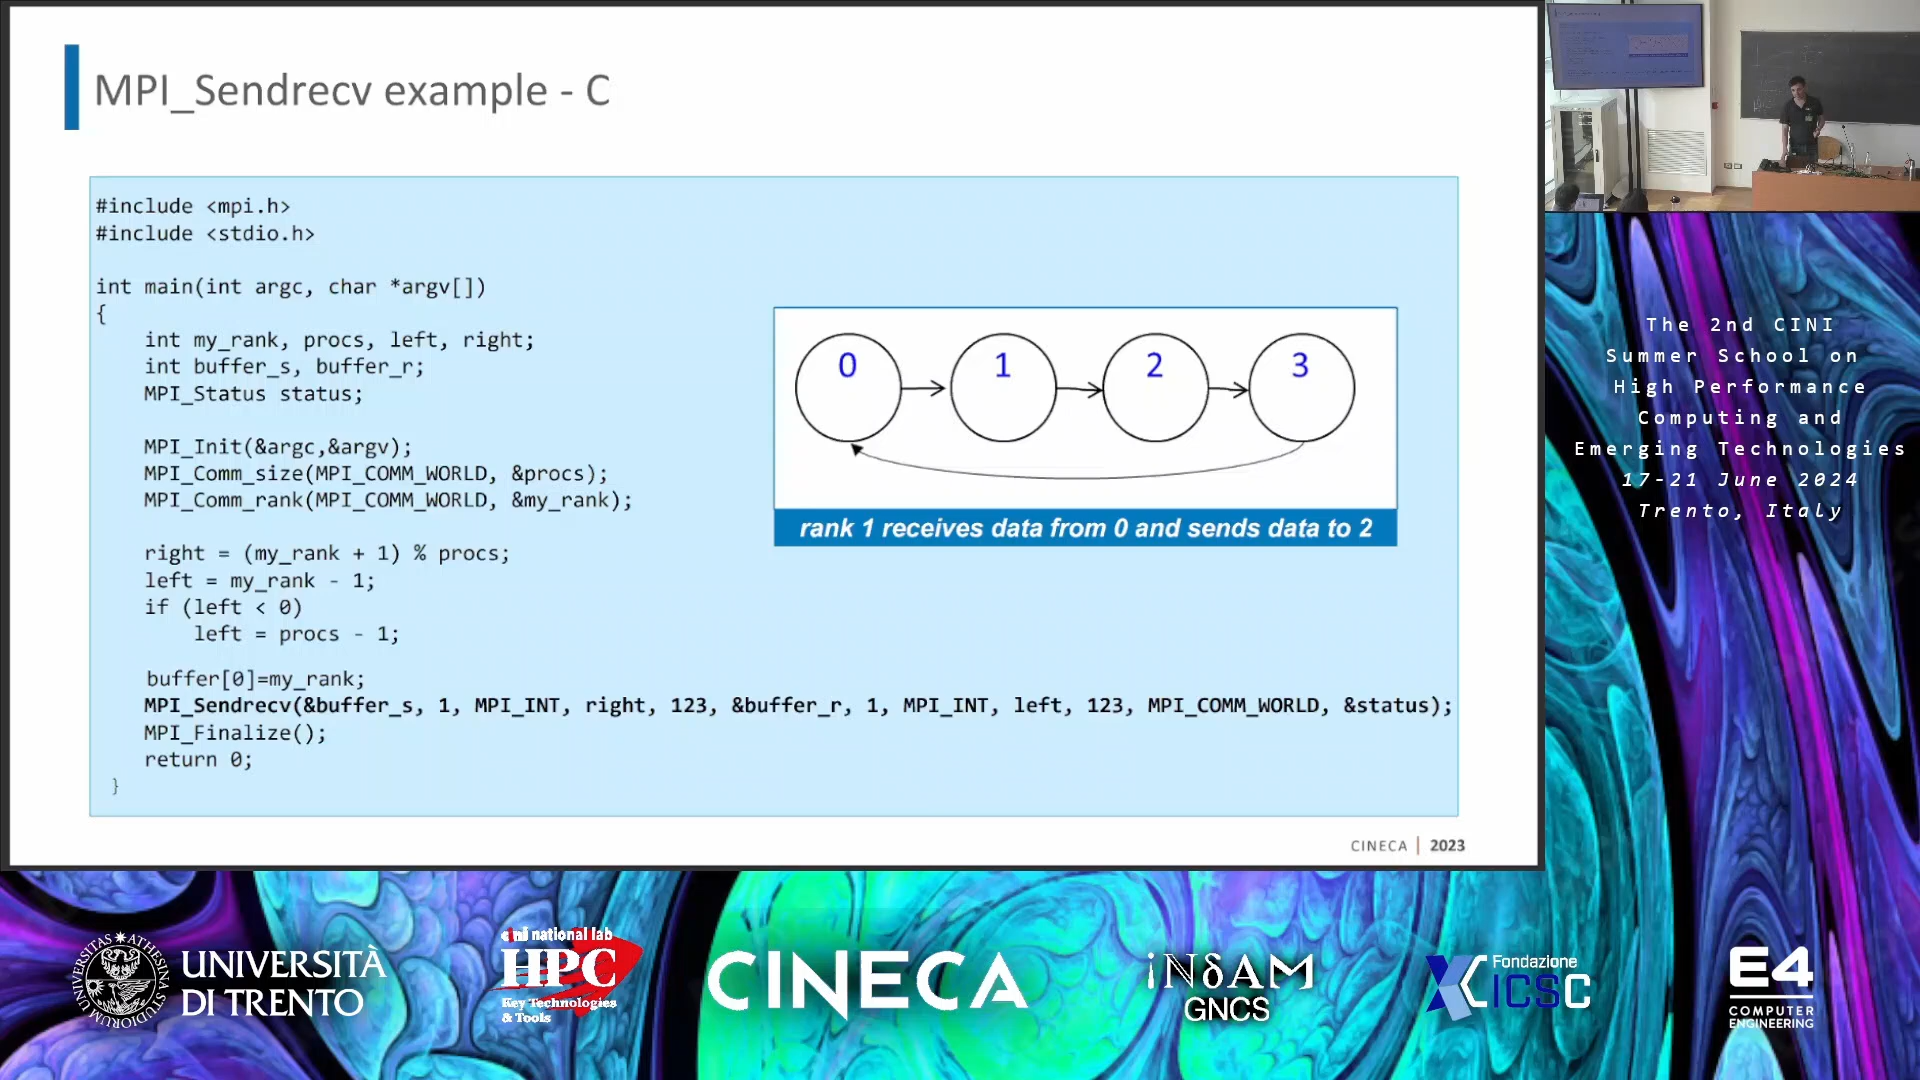 MPI_Sendrecv example - C
#include <mpi.h>
#include <stdio.h>
int main(int argc, char *argv[])
{
int my_rank, procs, left, right;
int buffer_s, buffer_r;
MPI_Status status;
MPI_Init(&argc,&argv);
MPI_Comm_size(MPI_COMM_WORLD, &procs);
MPI_Comm_rank(MPI_COMM_WORLD, &my_rank);
right = (my_rank + 1) % procs;
left = my_rank - 1;
if (left < 0)
left = procs - 1;
buffer[0]=my_rank;
MPI_Sendrecv(&buffer_s, 1, MPI_INT, right, 123, &buffer_r, 1, MPI_INT, left, 123, MPI_COMM_WORLD, &status);
MPI_Finalize();
return 0;
}
0 1 2 3
rank 1 receives data from 0 and sends data to 2
CINECA | 2023
The 2nd CINI
Summer School on
High Performance
Computing and
Emerging Technologies
17-21 June 2024
Trento, Italy
UNIVERSITÀ
DI TRENTO
cini national lab
HPC
Key Technologies
& Tools
CINECA
iNδAM
GNCS
Fondazione
ICSC
E4
COMPUTER
ENGINEERING